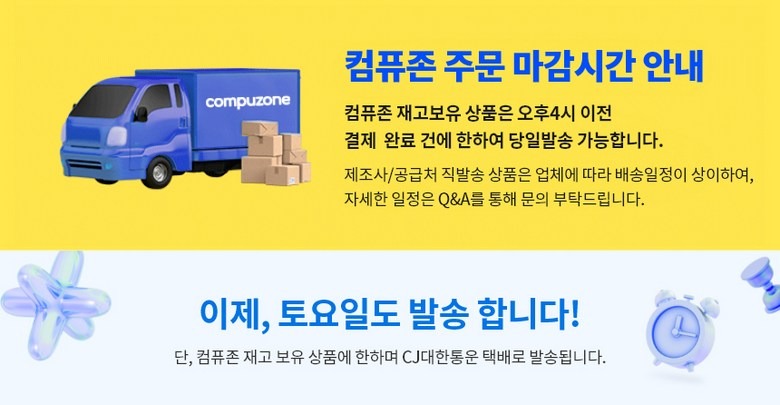 compuzone
컴퓨존 주문 마감시간 안내
컴퓨존 재고보유 상품은 오후4시 이전
결제 완료 건에 한하여 당일발송 가능합니다.
제조사/공급처 직발송 상품은 업체에 따라 배송일정이 상이하여,
자세한 일정은 Q&A를 통해 문의 부탁드립니다.
이제, 토요일도 발송 합니다!
단, 컴퓨존 재고 보유 상품에 한하며 CJ대한통운 택배로 발송됩니다.